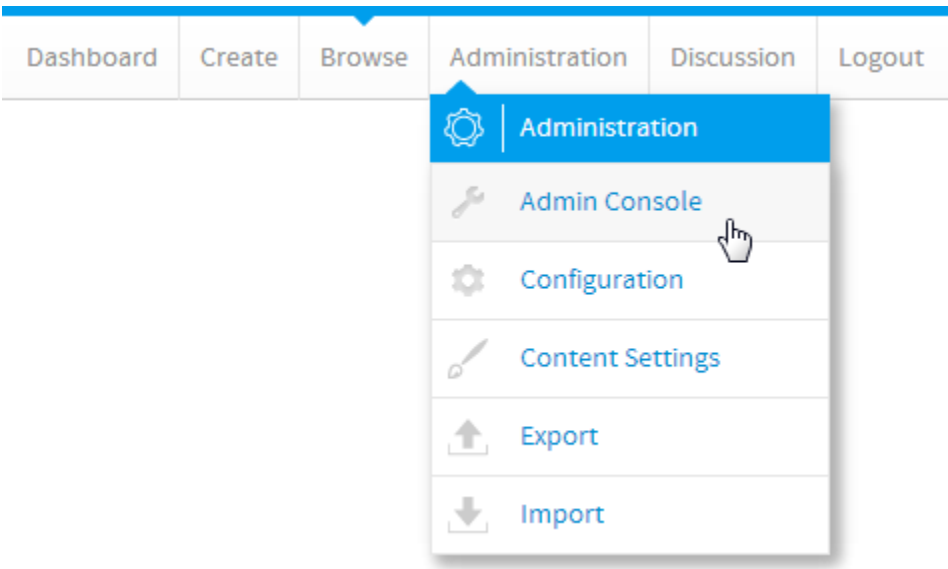 Dashboard Create Browse Administration Discussion Logout
Administration
Admin Console
Configuration
Content Settings
Export
Import